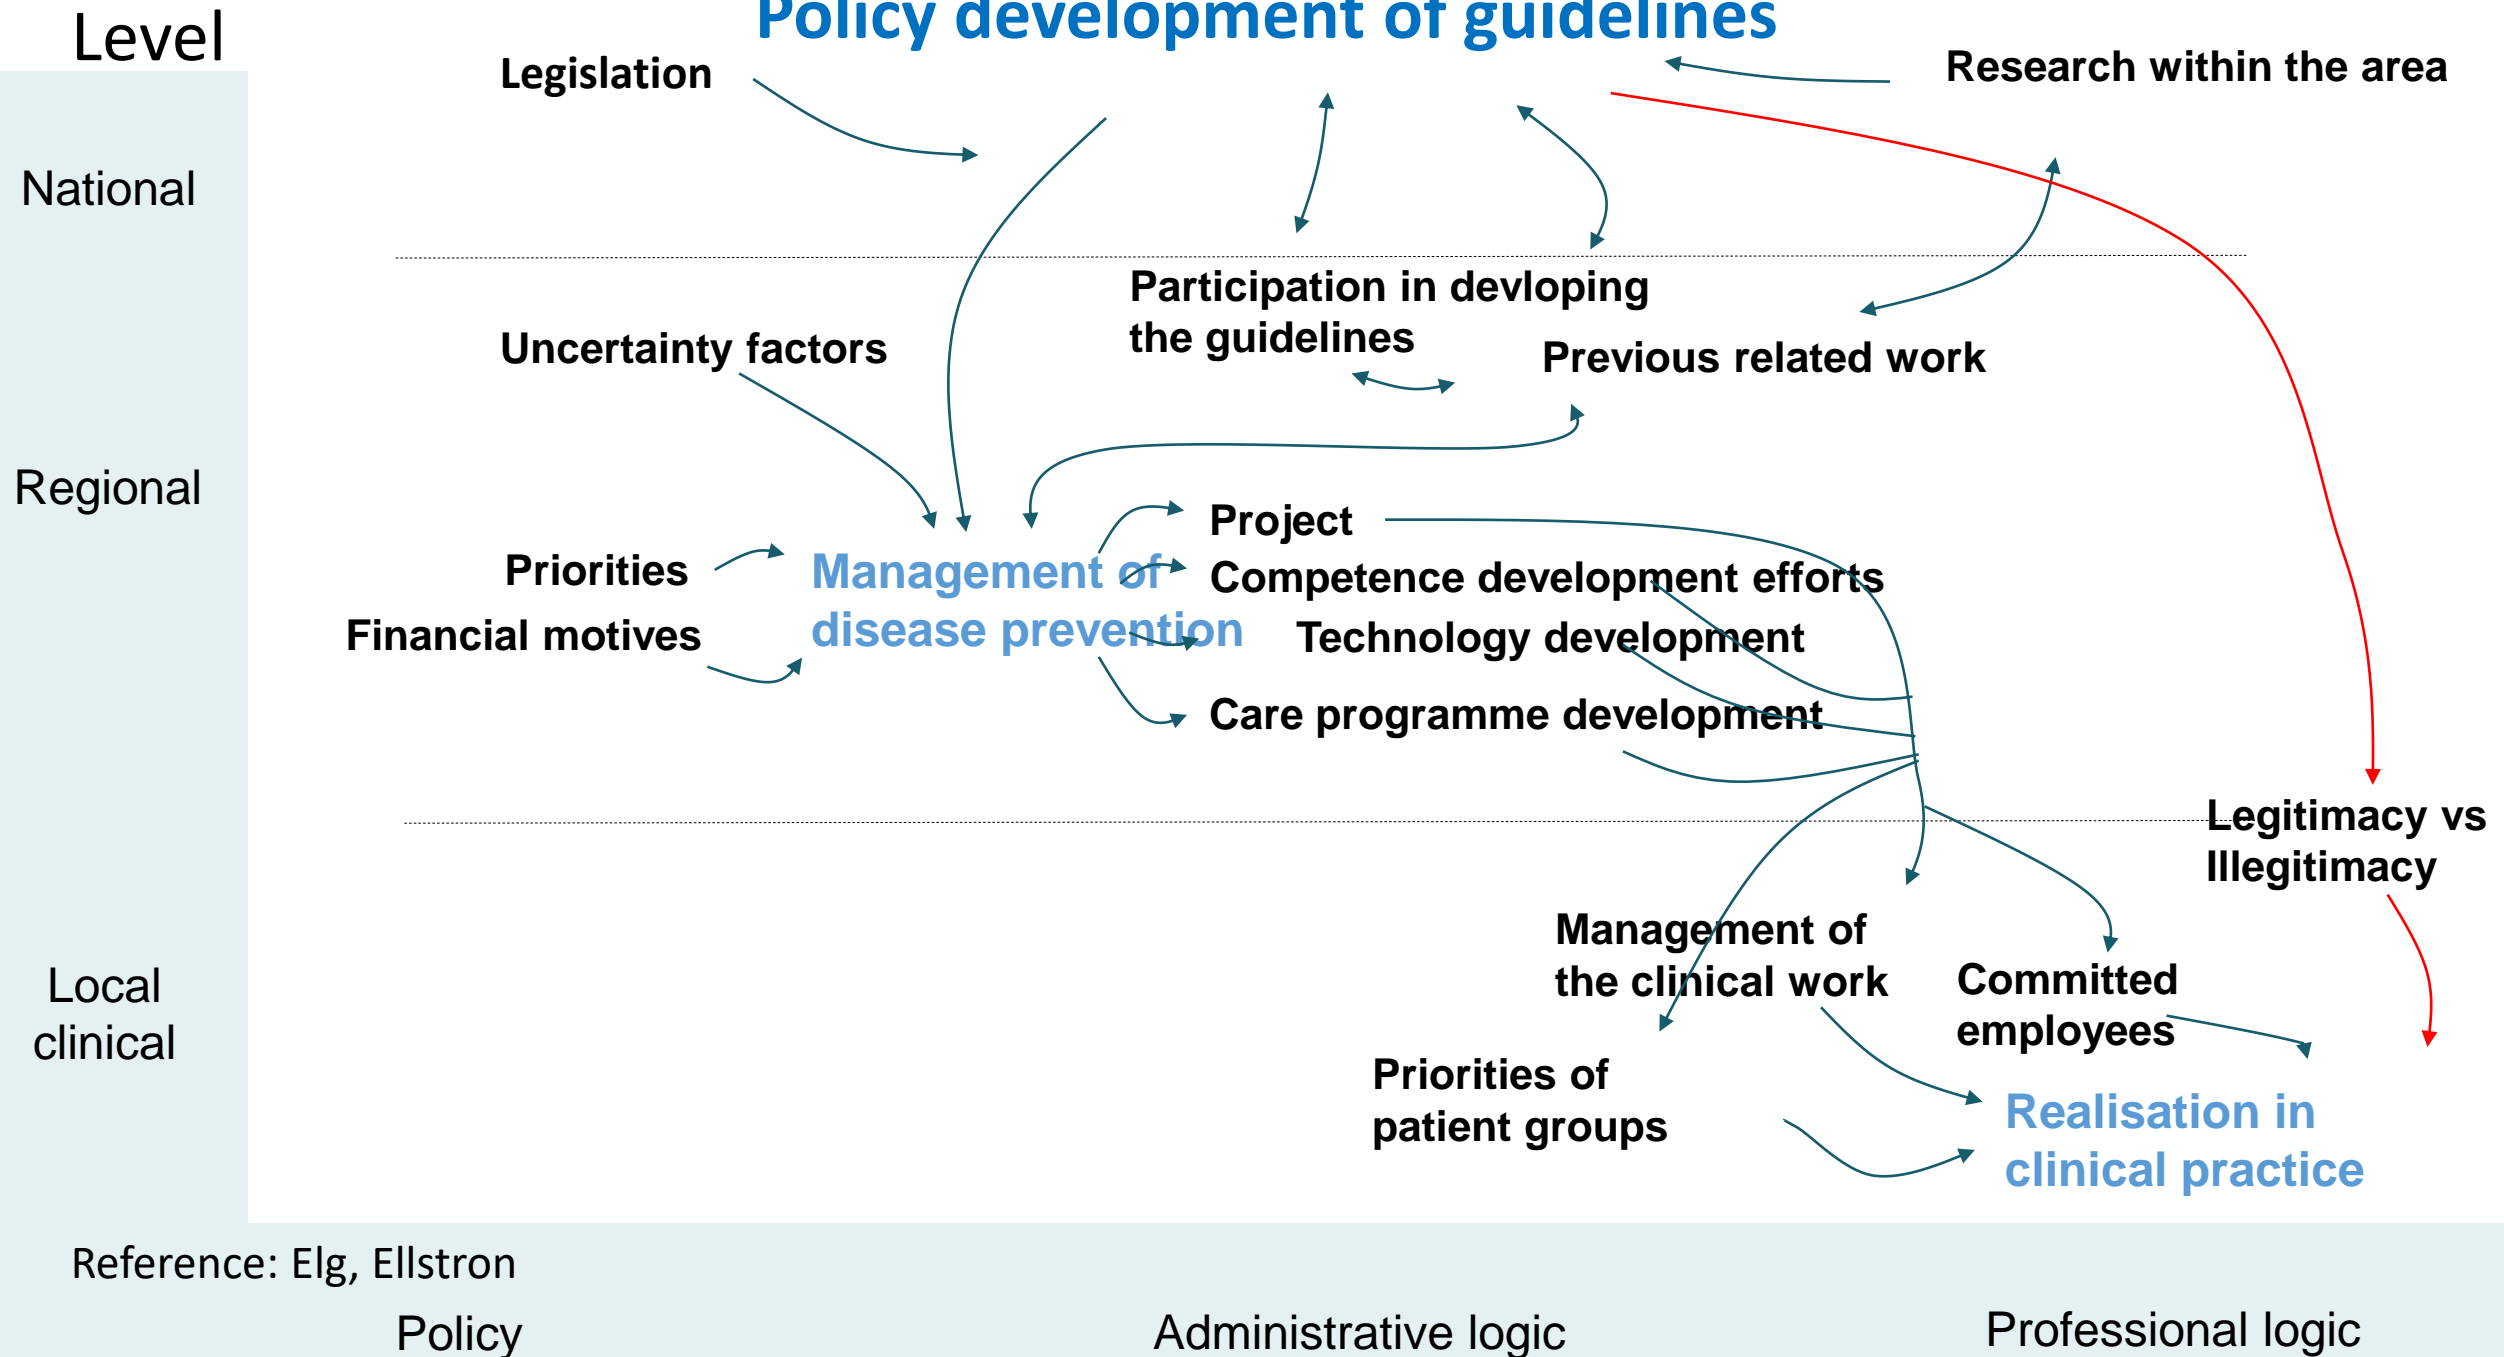 Policy development of guidelines
Level
Legislation
Research within the area
National
Participation in devloping
the guidelines
Uncertainty factors
Previous related work
Regional
Project
Priorities
Management of
disease prevention
Competence development efforts
Financial motives
Technology development
Care programme development
Legitimacy vs
Illegitimacy
Management of
the clinical work
Local
clinical
Committed
employees
Priorities of
patient groups
Realisation in
clinical practice
Reference: Elg, Ellstron
Policy
Administrative logic
Professional logic